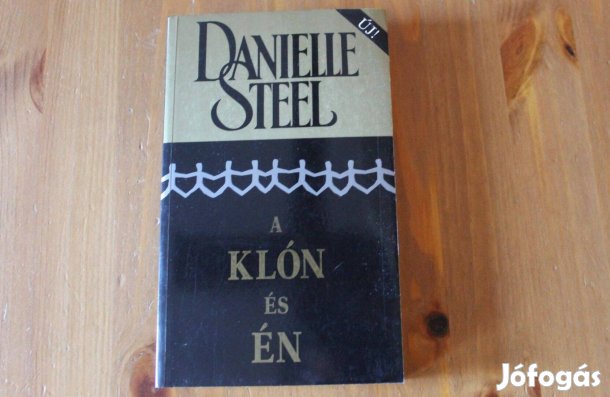 DANIELLE
STEEL
ÚJ!
A
KLÓN
ÉS
ÉN
Jófogás